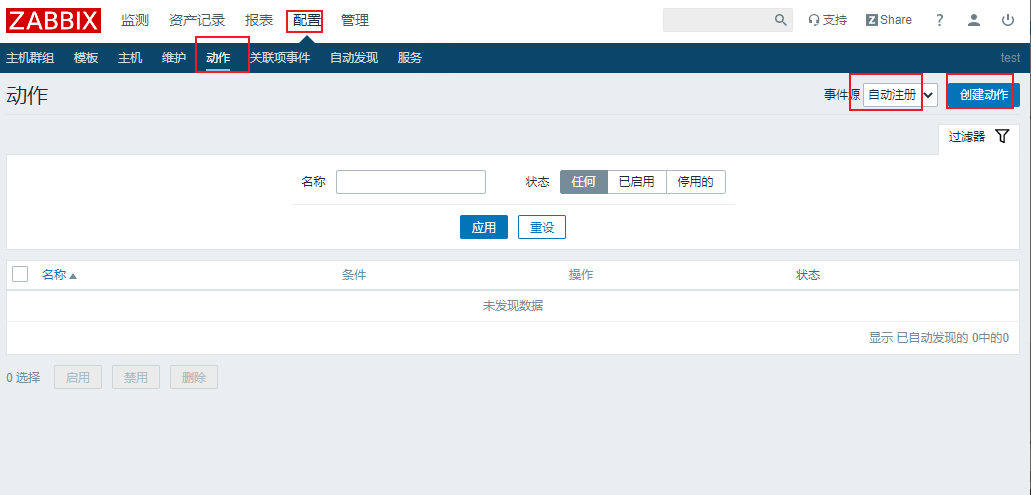 ZABBIX 监测 资产记录 报表 配置 管理 支持 Z Share ?
主机群组 模板 主机 维护 动作 关联项事件 自动发现 服务 test
动作 事件源 自动注册 创建动作
过滤器
名称 状态 任何 已启用 停用的
应用 重设
名称 条件 操作 状态
未发现数据
显示 已自动发现的 0中的0
0 选择 启用 禁用 删除